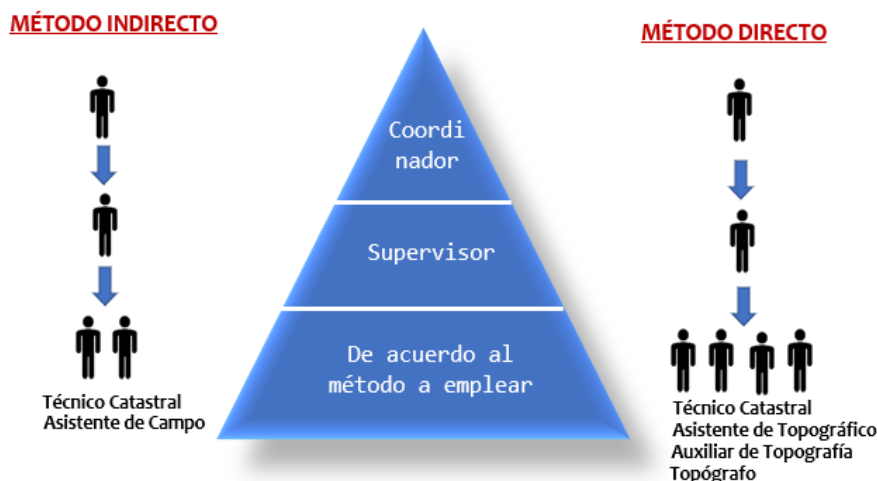 MÉTODO INDIRECTO
MÉTODO DIRECTO
Coordi
nador
Supervisor
De acuerdo al
método a emplear
Técnico Catastral
Asistente de Campo
Técnico Catastral
Asistente de Topográfico
Auxiliar de Topografía
Topógrafo